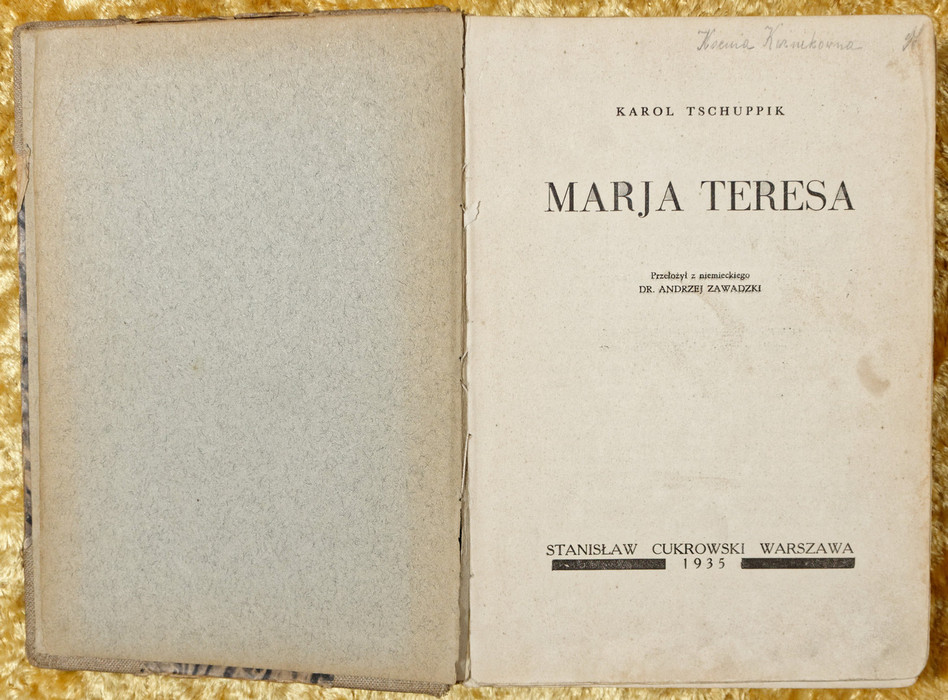 KAROL TSCHUPPIK
MARJA TERESA
Przełożył z niemieckiego
DR. ANDRZEJ ZAWADZKI
STANISŁAW CUKROWSKI WARSZAWA
1935